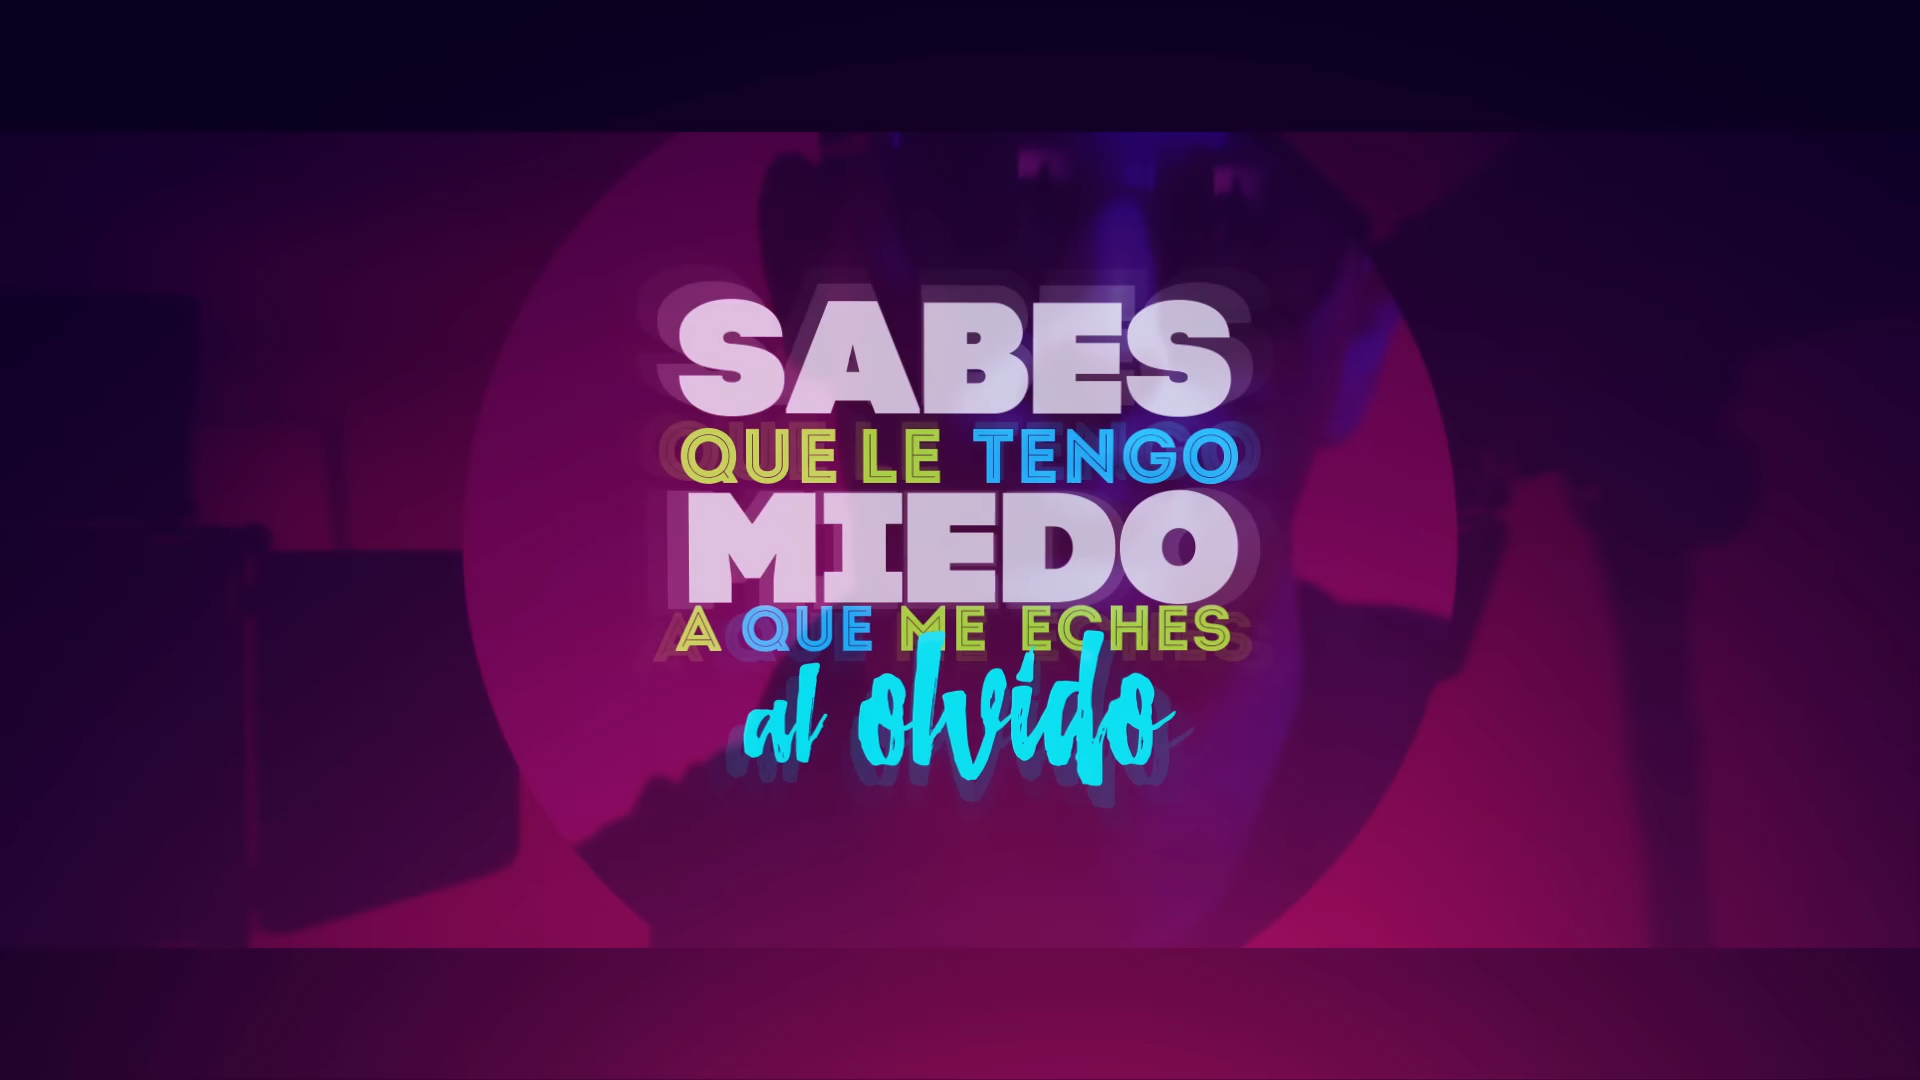 SABES
QUE LE TENGO
MIEDO
A QUE ME ECHES
al olvido